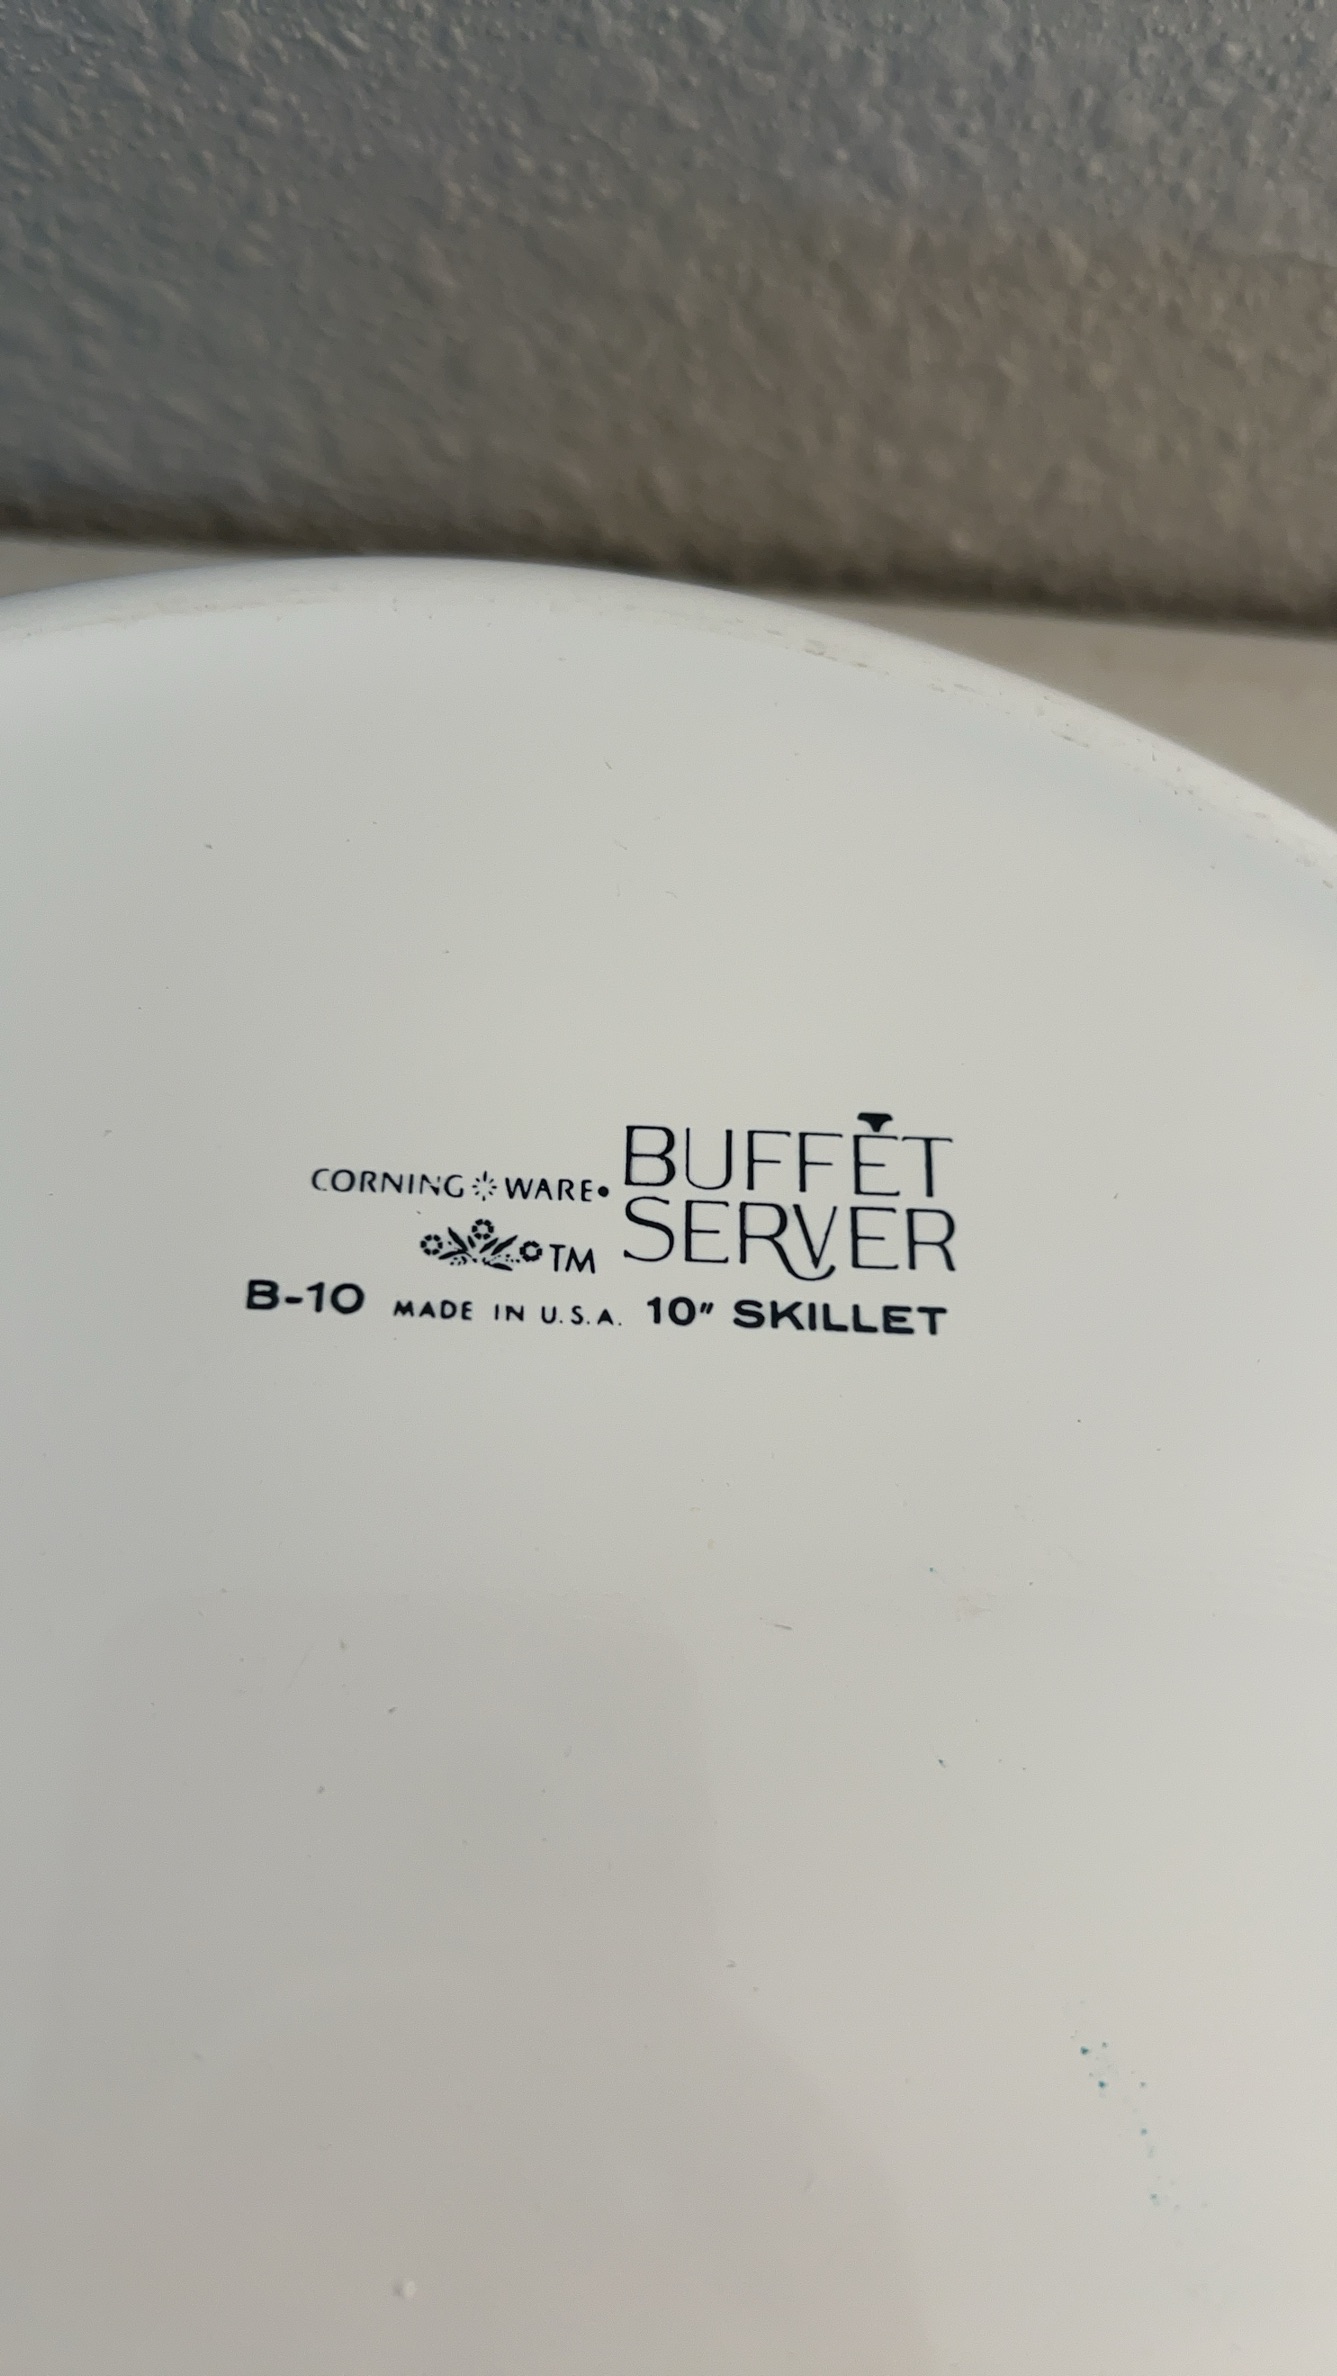 CORNING WARE•
BUFFET
SERVER
TM
B-10 MADE IN U.S.A. 10" SKILLET